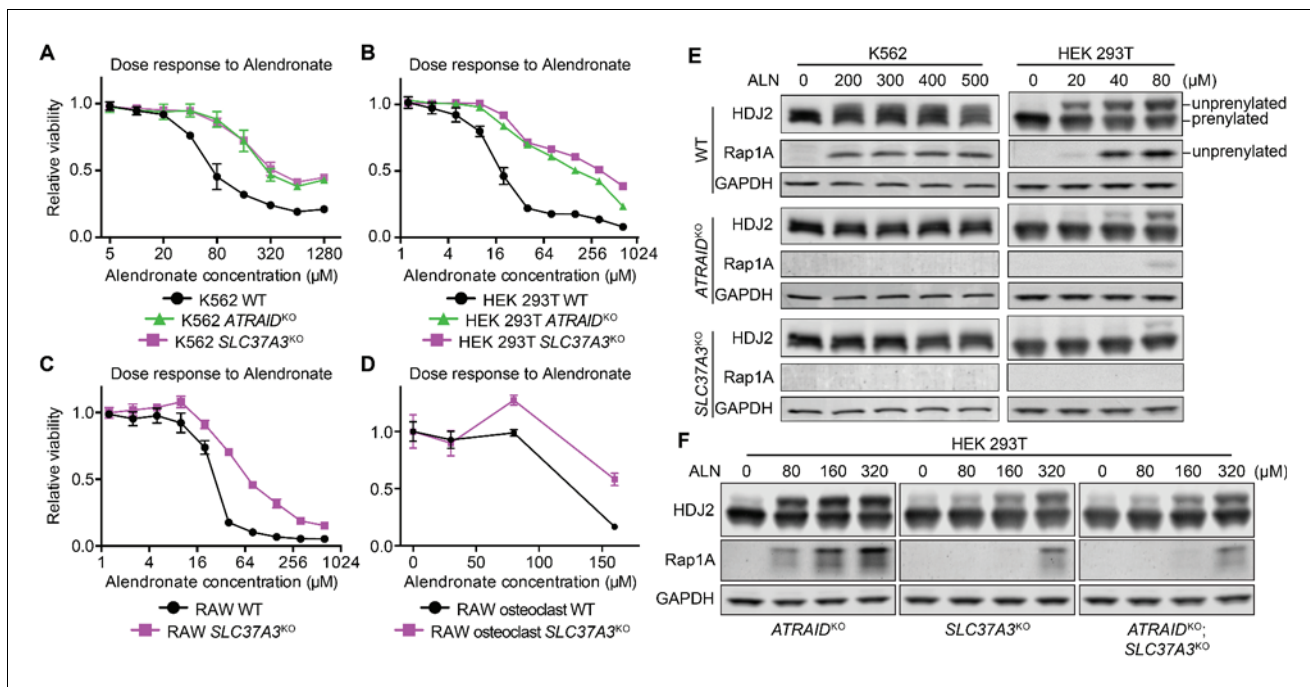 A
Dose response to Alendronate
Relative viability
1.0
0.5
0.0
5 20 80 320 1280
Alendronate concentration (µM)
K562 WT
K562 ATRAIDKO
K562 SLC37A3KO
B
Dose response to Alendronate
1.0
0.5
0.0
1 4 16 64 256 1024
Alendronate concentration (µM)
HEK 293T WT
HEK 293T ATRAIDKO
HEK 293T SLC37A3KO
C
Dose response to Alendronate
Relative viability
1.0
0.5
0
1 4 16 64 256 1024
Alendronate concentration (µM)
RAW WT
RAW SLC37A3KO
D
Dose response to Alendronate
1.0
0.5
0
0 50 100 150
Alendronate concentration (µM)
RAW osteoclast WT
RAW osteoclast SLC37A3KO
E
K562 HEK 293T
ALN 0 200 300 400 500 0 20 40 80 (µM)
WT
HDJ2 unprenylated
prenylated
Rap1A unprenylated
GAPDH
ATRAIDKO
HDJ2
Rap1A
GAPDH
SLC37A3KO
HDJ2
Rap1A
GAPDH
F
HEK 293T
ALN 0 80 160 320 0 80 160 320 0 80 160 320 (µM)
HDJ2
Rap1A
GAPDH
ATRAIDKO SLC37A3KO ATRAIDKO;
SLC37A3KO